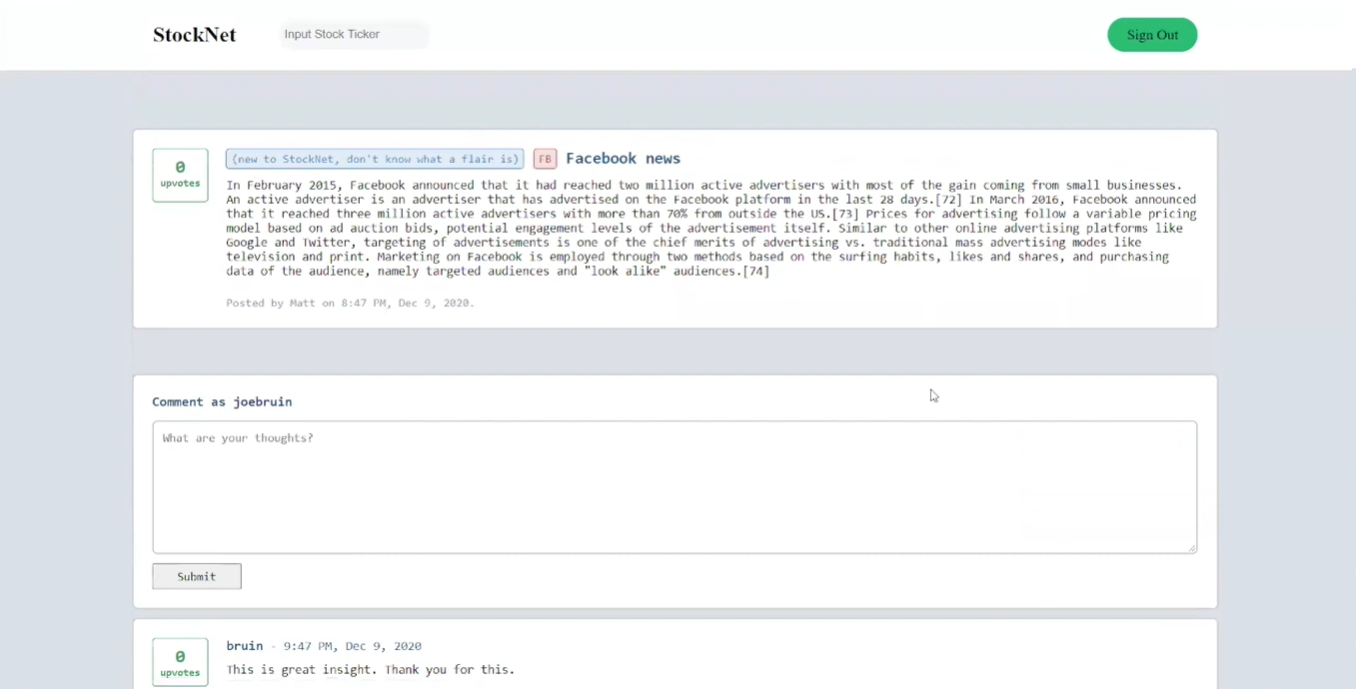 StockNet
Input Stock Ticker
Sign Out
0
upvotes
(new to StockNet, don't know what a flair is) FB Facebook news
In February 2015, Facebook announced that it had reached two million active advertisers with most of the gain coming from small businesses.
An active advertiser is an advertiser that has advertised on the Facebook platform in the last 28 days.[72] In March 2016, Facebook announced
that it reached three million active advertisers with more than 70% from outside the US.[73] Prices for advertising follow a variable pricing
model based on ad auction bids, potential engagement levels of the advertisement itself. Similar to other online advertising platforms like
Google and Twitter, targeting of advertisements is one of the chief merits of advertising vs. traditional mass advertising modes like
television and print. Marketing on Facebook is employed through two methods based on the surfing habits, likes and shares, and purchasing
data of the audience, namely targeted audiences and "look alike" audiences.[74]
Posted by Matt on 8:47 PM, Dec 9, 2020.
Comment as joebruin
What are your thoughts?
Submit
0
upvotes
bruin - 9:47 PM, Dec 9, 2020
This is great insight. Thank you for this.